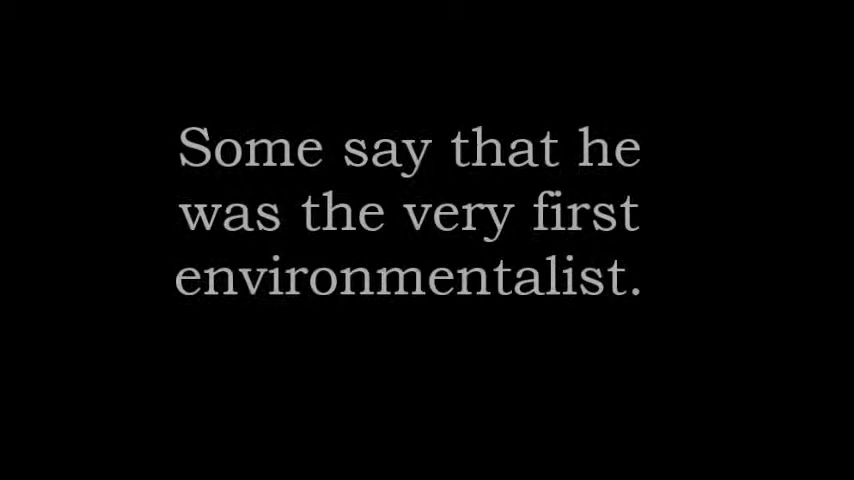 Some say that he
was the very first
environmentalist.